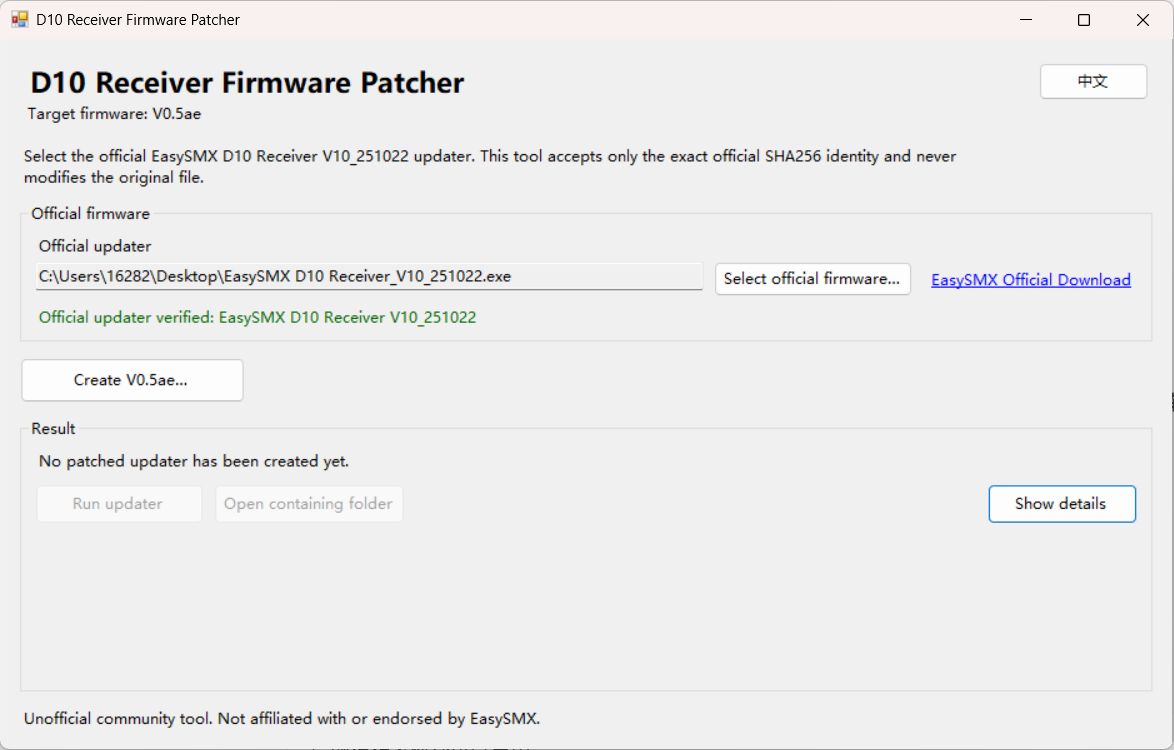 D10 Receiver Firmware Patcher
D10 Receiver Firmware Patcher
中文
Target firmware: V0.5ae
Select the official EasySMX D10 Receiver V10_251022 updater. This tool accepts only the exact official SHA256 identity and never
modifies the original file.
Official firmware
Official updater
C:\Users\16282\Desktop\EasySMX D10 Receiver_V10_251022.exe
Select official firmware...
EasySMX Official Download
Official updater verified: EasySMX D10 Receiver V10_251022
Create V0.5ae...
Result
No patched updater has been created yet.
Run updater
Open containing folder
Show details
Unofficial community tool. Not affiliated with or endorsed by EasySMX.